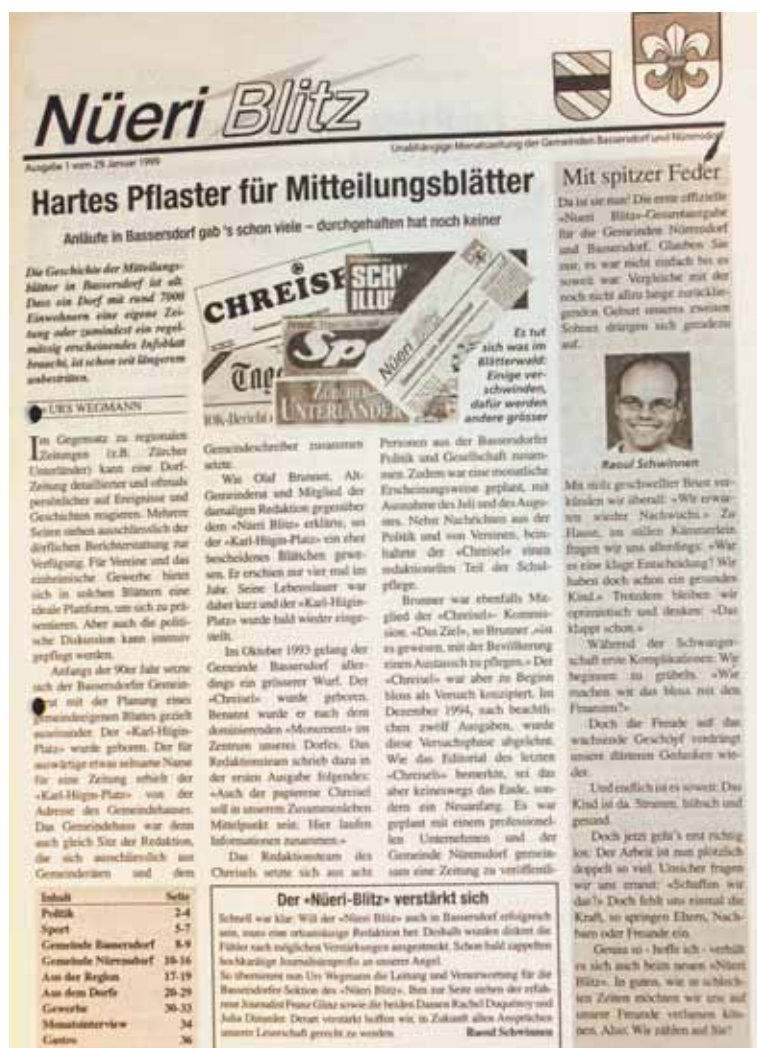 Nüeri Blitz
Ausgabe 1 vom 29. Januar 1999
Unabhängige Monatszeitung der Gemeinden Bassersdorf und Nürensdorf
Hartes Pflaster für Mitteilungsblätter
Anläufe in Bassersdorf gab 's schon viele – durchgehalten hat noch keiner
Die Geschichte der Mitteilungs-
blätter in Bassersdorf ist alt.
Dass ein Dorf mit rund 7000
Einwohnern eine eigene Zei-
tung oder zumindest ein regel-
mässig erscheinendes Infoblatt
braucht, ist schon seit längerem
unbestritten.
URS WEGMANN
Im Gegensatz zu regionalen
Zeitungen (z.B. Zürcher
Unterländer) kann eine Dorf-
Zeitung detaillierter und oftmals
persönlicher auf Ereignisse und
Geschichten reagieren. Mehrere
Seiten stehen ausschliesslich der
dörflichen Berichterstattung zur
Verfügung. Für Vereine und das
einheimische Gewerbe bietet
sich in solchen Blättern eine
ideale Plattform, um sich zu prä-
sentieren. Aber auch die politi-
sche Diskussion kann intensiv
gepflegt werden.
Anfangs der 90er Jahr setzte
sich der Bassersdorfer Gemein-
rat mit der Planung eines
gemeindeeigenen Blattes gezielt
auseinander. Der «Karl-Hügin-
Platz» wurde geboren. Der für
auswärtige etwas seltsame Name
für eine Zeitung erhielt der
«Karl-Hügin-Platz» von der
Adresse des Gemeindehauses.
Das Gemeindehaus war denn
auch gleich Sitz der Redaktion,
die sich ausschliesslich aus
Gemeinderäten und dem
CHREISEL
Sp
Tage
Nüeri Blitz
ZÜRCHER
UNTERLÄNDER
10K-Bericht
Es tut
sich was im
Blätterwald:
Einige ver-
schwinden,
dafür werden
andere grösser
Gemeindeschreiber zusammen
setzte.
Wie Olaf Brunner, Alt-
Gemeinderat und Mitglied der
damaligen Redaktion gegenüber
dem «Nüeri Blitz» erklärte, sei
der «Karl-Hügin-Platz» ein eher
bescheidenes Blättchen gewe-
sen. Er erschien nur vier mal im
Jahr. Seine Lebensdauer war
daher kurz und der «Karl-Hügin-
Platz» wurde bald wieder einge-
stellt.
Im Oktober 1993 gelang der
Gemeinde Bassersdorf aller-
dings ein grösserer Wurf. Der
«Chreisel» wurde geboren.
Benannt wurde er nach dem
dominierenden «Monument» im
Zentrum unseres Dorfes. Das
Redaktionsteam schrieb dazu in
der ersten Ausgabe folgendes:
«Auch der papierene Chreisel
soll in unserem Zusammenleben
Mittelpunkt sein: Hier laufen
Informationen zusammen.»
Das Redaktionsteam des
Chreisels setzte sich aus acht
Personen aus der Bassersdorfer
Politik und Gesellschaft zusam-
men. Zudem war eine monatliche
Erscheinungsweise geplant, mit
Ausnahme des Juli und des Augus-
tes. Nebst Nachrichten aus der
Politik und von Vereinen, bein-
haltete der «Chreisel» einen
redaktionellen Teil der Schul-
pflege.
Brunner war ebenfalls Mit-
glied der «Chreisel»- Kommis-
sion. «Das Ziel», so Brunner ,«ist
es gewesen, mit der Bevölkerung
einen Austausch zu pflegen.» Der
«Chreisel» war aber zu Beginn
bloss als Versuch konzipiert. Im
Dezember 1994, nach beachtli-
chen zwölf Ausgaben, wurde
diese Versuchsphase abgelehnt.
Wie das Editorial des letzten
«Chreisels» bemerkte, sei das
aber keineswegs das Ende, son-
dern ein Neuanfang. Es war
geplant mit einem professionel-
len Unternehmen und der
Gemeinde Nürensdorf gemein-
sam eine Zeitung zu veröffentli-
Mit spitzer Feder
Da ist sie nun! Die erste offizielle
«Nüeri Blitz»-Gesamtausgabe
für die Gemeinden Nürensdorf
und Bassersdorf. Glauben Sie
mir, es war nicht einfach bis es
soweit war. Vergleiche mit der
noch nicht allzu lange zurücklie-
genden Geburt unseres zweiten
Sohnes drängen sich geradezu
auf.
Raoul Schwinnen
Mit stolz geschwellter Brust ver-
künden wir überall: «Wir erwar-
ten wieder Nachwuchs.» Zu
Hause, im stillen Kämmerlein
fragen wir uns allerdings: «War
es eine kluge Entscheidung? Wir
haben doch schon ein gesundes
Kind.» Trotzdem bleiben wir
optimistisch und denken: «Das
klappt schon.»
Während der Schwanger-
schaft erste Komplikationen: Wir
beginnen zu grübeln. «Wie
machen wir das bloss mit den
Finanzen?»
Doch die Freude auf das
wachsende Geschöpf verdrängt
unsere düsteren Gedanken wie-
der.
Und endlich ist es soweit: Das
Kind ist da. Stramm, hübsch und
gesund.
Doch jetzt geht's erst richtig
los: Der Arbeit ist nun plötzlich
doppelt so viel. Unsicher fragen
wir uns erneut: «Schaffen wir
das?» Doch fehlt uns einmal die
Kraft, so springen Eltern, Nach-
barn oder Freunde ein.
Genau so - hoffe ich - verhält
es sich auch beim neuen «Nüeri
Blitz». In guten, wie in schlech-
ten Zeiten möchten wir uns auf
unsere Freunde verlassen kön-
nen. Also: Wir zählen auf Sie!
Inhalt Seite
Politik 2-4
Sport 5-7
Gemeinde Bassersdorf 8-9
Gemeinde Nürensdorf 10-16
Aus der Region 17-19
Aus dem Dorfe 20-29
Gewerbe 30-33
Monatsinterview 34
Gastro 36
Der «Nüeri-Blitz» verstärkt sich
Schnell war klar: Will der «Nüeri Blitz» auch in Bassersdorf erfolgreich
sein, muss eine ortsansässige Redaktion her. Deshalb wurden diskret die
Fühler nach möglichen Verstärkungen ausgestreckt. Schon bald zappelten
hochkarätige Journalistenprofis an unserer Angel.
So übernimmt nun Urs Wegmann die Leitung und Verantwortung für die
Bassersdorfer-Sektion des «Nüeri Blitz». Ihm zur Seite stehen der erfah-
rene Journalist Franz Glinz sowie die beiden Damen Rachel
Julia Derart verstärkt hoffen wir, in Zukunft allen Ansprüchen
unserer Leserschaft gerecht zu werden. Raoul Schwinnen